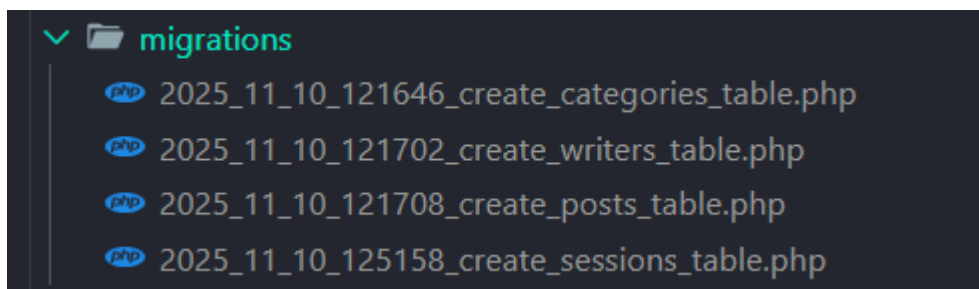 migrations
php 2025_11_10_121646_create_categories_table.php
php 2025_11_10_121702_create_writers_table.php
php 2025_11_10_121708_create_posts_table.php
php 2025_11_10_125158_create_sessions_table.php